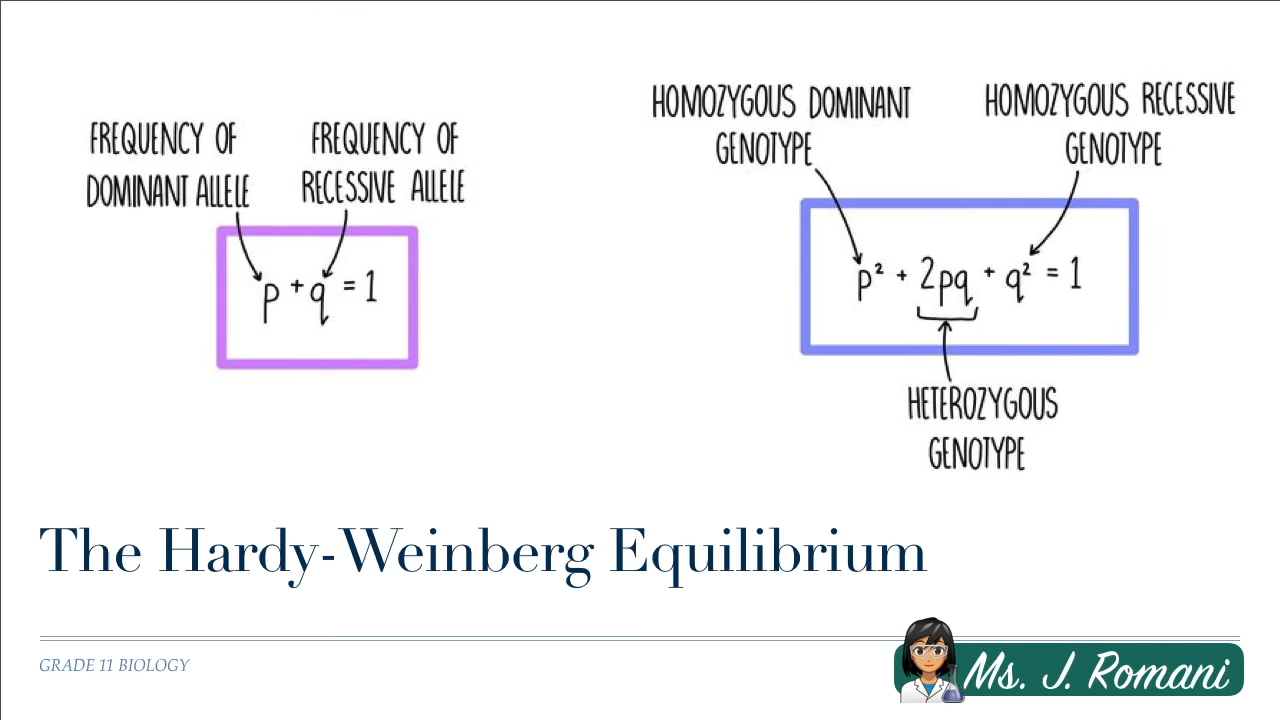 FREQUENCY OF
DOMINANT ALLELE
FREQUENCY OF
RECESSIVE ALLELE
p + q = 1
HOMOZYGOUS DOMINANT
GENOTYPE
HOMOZYGOUS RECESSIVE
GENOTYPE
p² + 2pq + q² = 1
HETEROZYGOUS
GENOTYPE
The Hardy-Weinberg Equilibrium
GRADE 11 BIOLOGY
Ms. J. Romani